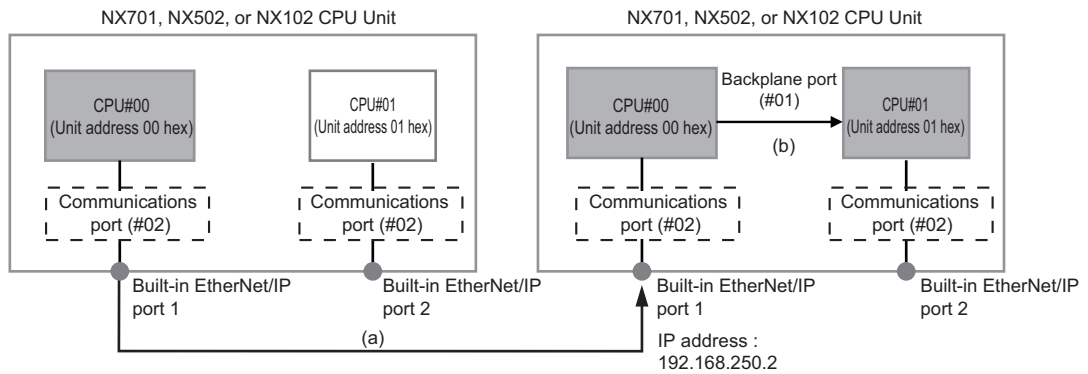 NX701, NX502, or NX102 CPU Unit
CPU#00
(Unit address 00 hex)
CPU#01
(Unit address 01 hex)
Communications
port (#02)
Communications
port (#02)
Built-in EtherNet/IP
port 1
Built-in EtherNet/IP
port 2
(a)
NX701, NX502, or NX102 CPU Unit
CPU#00
(Unit address 00 hex)
Backplane port
(#01)
(b)
CPU#01
(Unit address 01 hex)
Communications
port (#02)
Communications
port (#02)
Built-in EtherNet/IP
port 1
Built-in EtherNet/IP
port 2
IP address :
192.168.250.2